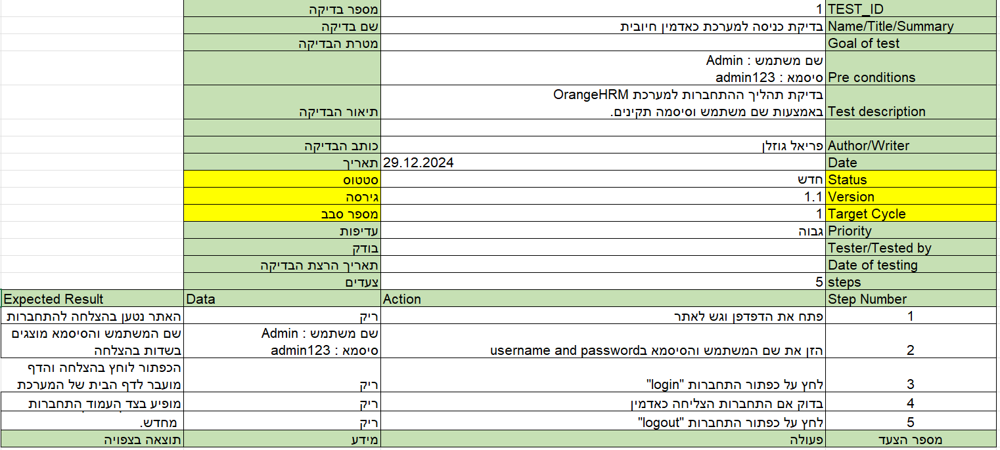 TEST_ID 1 מספר בדיקה
Name/Title/Summary בדיקת כניסה למערכת כאדמין חיובית שם בדיקה
Goal of test מטרת הבדיקה
שם משתמש : Admin
Pre conditions סיסמא : admin123
בדיקת תהליך ההתחברות למערכת OrangeHRM
Test description באמצעות שם משתמש וסיסמה תקינים. תיאור הבדיקה
Author/Writer פריאל גוזלן כותב הבדיקה
Date 29.12.2024 תאריך
Status חדש סטטוס
Version 1.1 גירסה
Target Cycle 1 מספר סבב
Priority גבוה עדיפות
Tester/Tested by בודק
Date of testing תאריך הרצת הבדיקה
steps 5 צעדים
Step Number Action Data Expected Result
1 פתח את הדפדפן וגש לאתר ריק האתר נטען בהצלחה להתחברות
שם משתמש : Admin שם המשתמש והסיסמא מוצגים
2 הזן את שם המשתמש והסיסמא בusername and password סיסמא : admin123 בשדות בהצלחה
הכפתור לוחץ בהצלחה והדף
3 לחץ על כפתור התחברות "login" ריק מועבר לדף הבית של המערכת
4 בדוק אם התחברות הצליחה כאדמין ריק מופיע בצד העמוד התחברות
5 לחץ על כפתור התחברות "logout" ריק מחדש.
מספר הצעד פעולה מידע תוצאה בצפויה